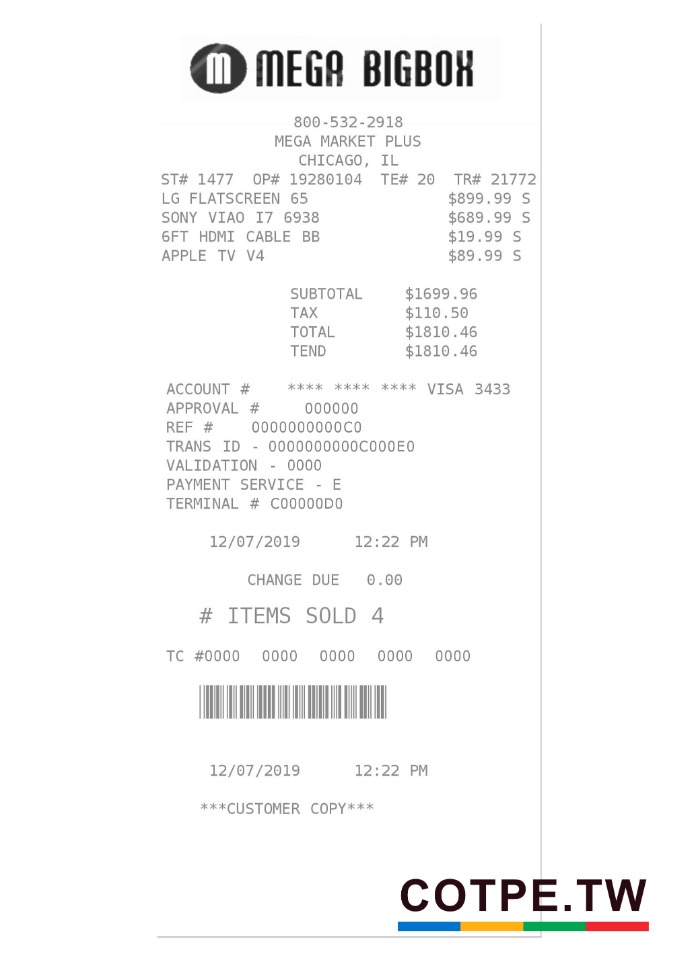 MEGA BIGBOX
800-532-2918
MEGA MARKET PLUS
CHICAGO, IL
ST# 1477 OP# 19280104 TE# 20 TR# 21772
LG FLATSCREEN 65 $899.99 S
SONY VIAO I7 6938 $689.99 S
6FT HDMI CABLE BB $19.99 S
APPLE TV V4 $89.99 S
SUBTOTAL $1699.96
TAX $110.50
TOTAL $1810.46
TEND $1810.46
ACCOUNT # **** **** **** VISA 3433
APPROVAL # 000000
REF # 0000000000C0
TRANS ID - 0000000000C000E0
VALIDATION - 0000
PAYMENT SERVICE - E
TERMINAL # C00000D0
12/07/2019 12:22 PM
CHANGE DUE 0.00
# ITEMS SOLD 4
TC #0000 0000 0000 0000 0000
12/07/2019 12:22 PM
***CUSTOMER COPY***
COTPE.TW